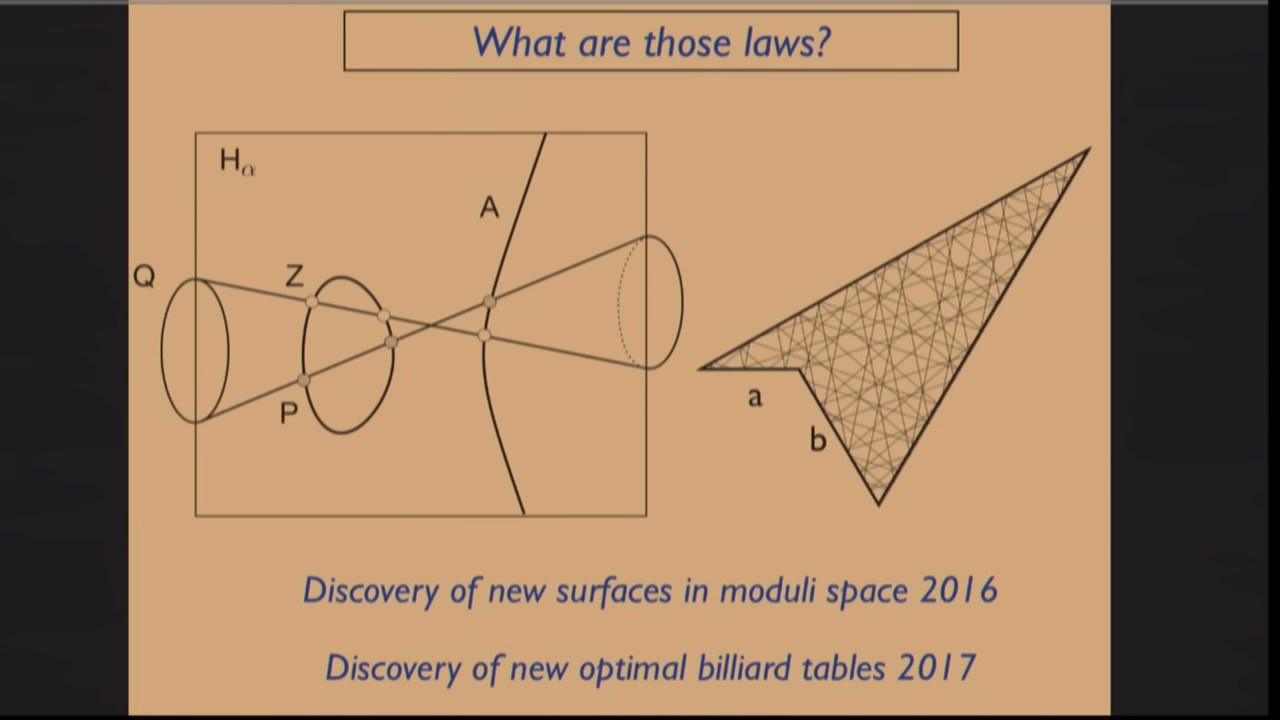 What are those laws?
Hα
A
Q
Z
P
a
b
Discovery of new surfaces in moduli space 2016
Discovery of new optimal billiard tables 2017